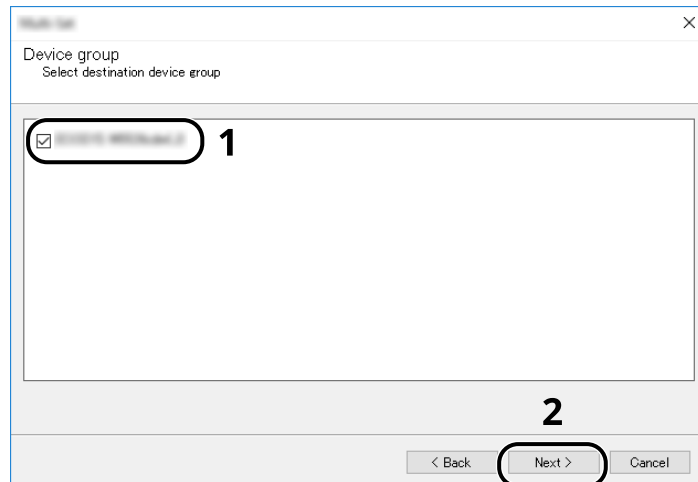 Device group
Select destination device group
1
2
< Back
Next >
Cancel